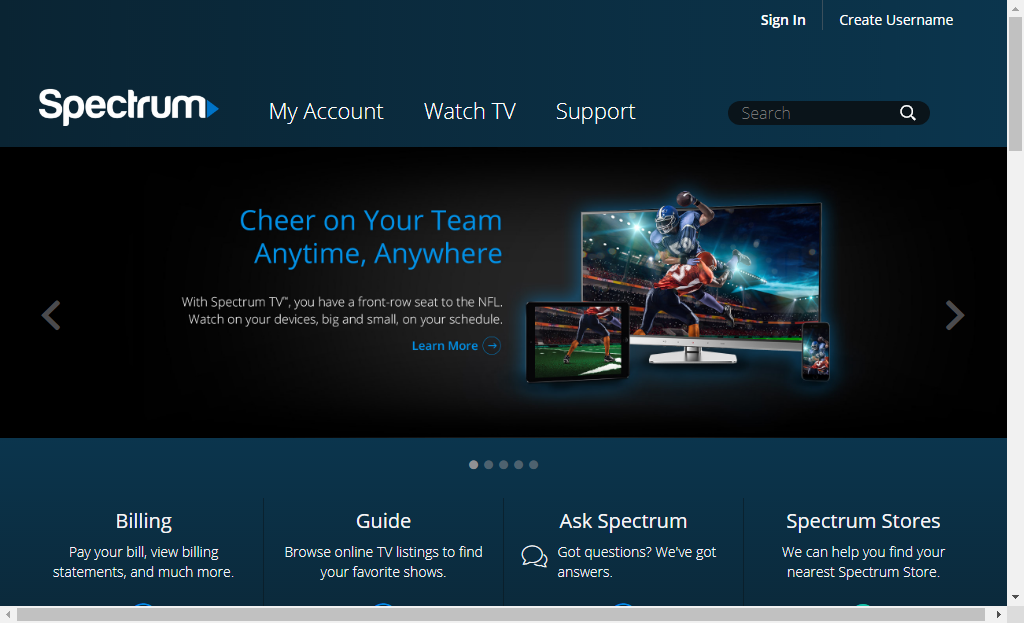 Sign In
Create Username
Spectrum
My Account
Watch TV
Support
Search
Cheer on Your Team
Anytime, Anywhere
With Spectrum TV™, you have a front-row seat to the NFL.
Watch on your devices, big and small, on your schedule.
Learn More
Billing
Pay your bill, view billing
statements, and much more.
Guide
Browse online TV listings to find
your favorite shows.
Ask Spectrum
Got questions? We've got
answers.
Spectrum Stores
We can help you find your
nearest Spectrum Store.